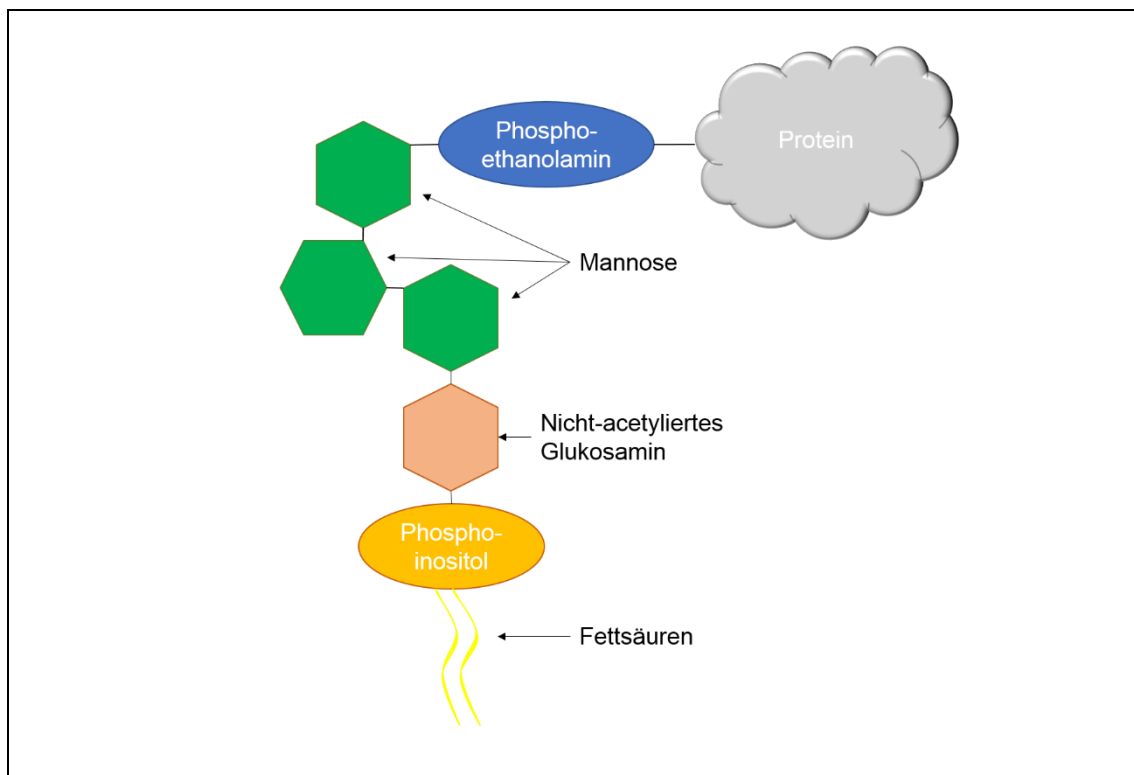 Phospho-
ethanolamin
Protein
Mannose
Nicht-acetyliertes
Glukosamin
Phospho-
inositol
Fettsäuren